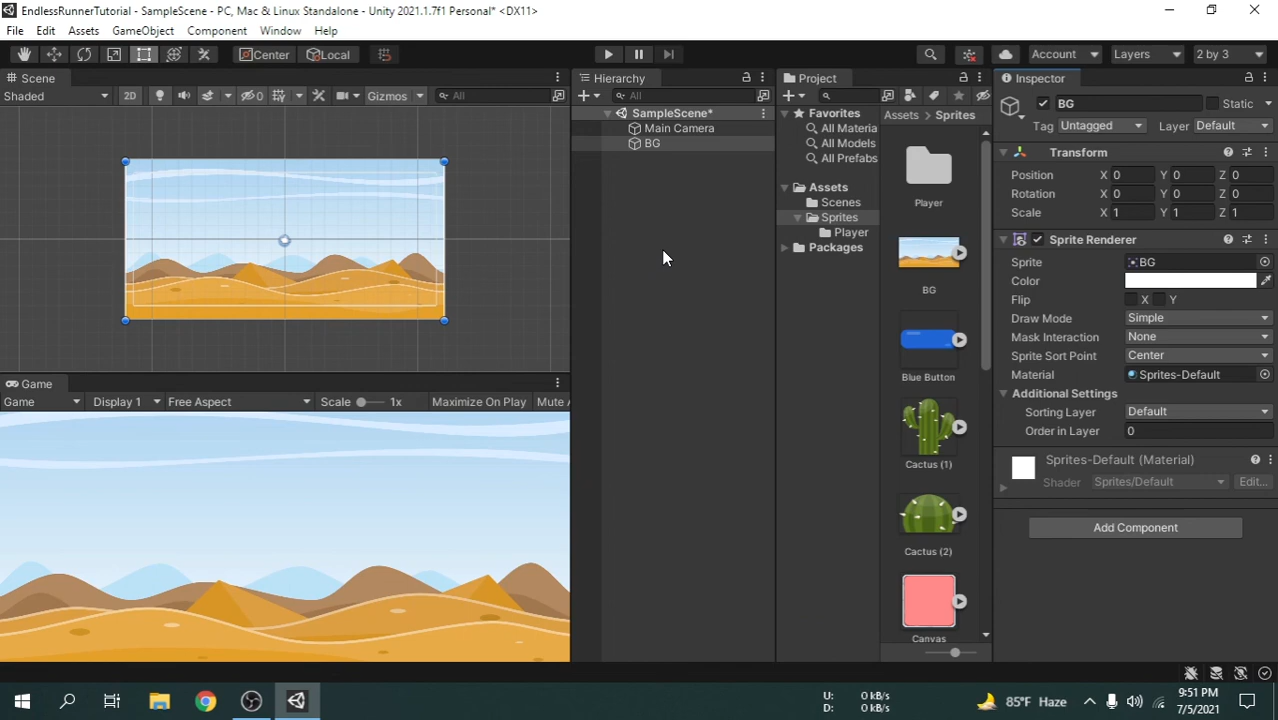 EndlessRunnerTutorial - SampleScene - PC, Mac & Linux Standalone - Unity 2021.1.7f1 Personal* <DX11>
File Edit Assets GameObject Component Window Help
Center Local Account Layers 2 by 3
Scene
Shaded 2D 0 Gizmos All
Hierarchy
All
SampleScene*
Main Camera
BG
Project
Favorites
All Materia
All Models
All Prefabs
Assets
Scenes
Sprites
Player
Packages
Assets > Sprites
Player
BG
Blue Button
Cactus (1)
Cactus (2)
Canvas
Inspector
BG Static
Tag Untagged Layer Default
Transform
Position X 0 Y 0 Z 0
Rotation X 0 Y 0 Z 0
Scale X 1 Y 1 Z 1
Sprite Renderer
Sprite BG
Color
Flip X Y
Draw Mode Simple
Mask Interaction None
Sprite Sort Point Center
Material Sprites-Default
Additional Settings
Sorting Layer Default
Order in Layer 0
Sprites-Default (Material)
Shader Sprites/Default Edit...
Add Component
Game
Game Display 1 Free Aspect Scale 1x Maximize On Play Mute A
U: 0 kB/s
D: 0 kB/s
85°F Haze
9:51 PM
7/5/2021